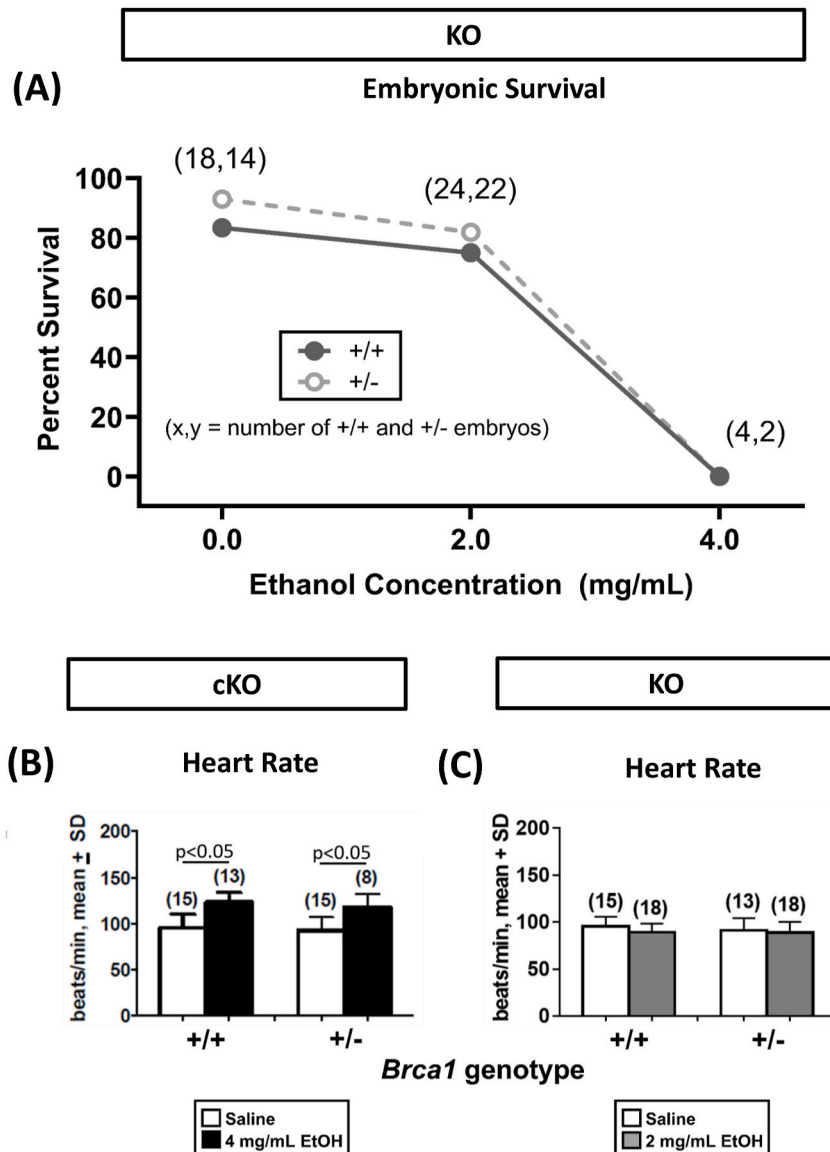 KO
(A)
Embryonic Survival
(18,14)
(24,22)
(4,2)
Percent Survival
100
80
60
40
20
0
+/+
+/-
(x,y = number of +/+ and +/- embryos)
0.0 2.0 4.0
Ethanol Concentration (mg/mL)
cKO
(B)
Heart Rate
beats/min, mean ± SD
200
150
100
50
0
p<0.05 p<0.05
(15) (13) (15) (8)
+/+ +/-
Saline
4 mg/mL EtOH
KO
(C)
Heart Rate
beats/min, mean + SD
200
150
100
50
0
(15) (18) (13) (18)
+/+ +/-
Brca1 genotype
Saline
2 mg/mL EtOH